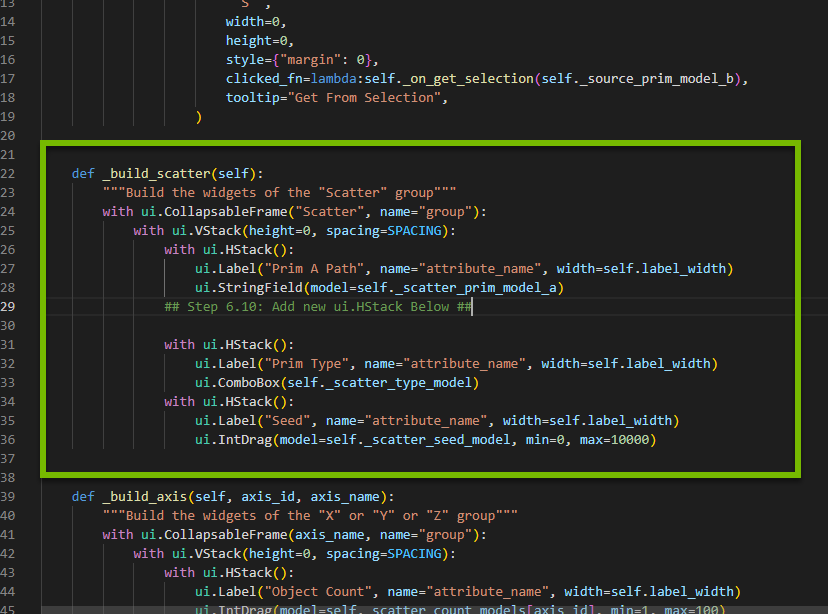 13
" S ",
14 width=0,
15 height=0,
16 style={"margin": 0},
17 clicked_fn=lambda:self._on_get_selection(self._source_prim_model_b),
18 tooltip="Get From Selection",
19 )
20
21
22 def _build_scatter(self):
23 """Build the widgets of the "Scatter" group"""
24 with ui.CollapsableFrame("Scatter", name="group"):
25 with ui.VStack(height=0, spacing=SPACING):
26 with ui.HStack():
27 ui.Label("Prim A Path", name="attribute_name", width=self.label_width)
28 ui.StringField(model=self._scatter_prim_model_a)
29 ## Step 6.10: Add new ui.HStack Below ##
30
31 with ui.HStack():
32 ui.Label("Prim Type", name="attribute_name", width=self.label_width)
33 ui.ComboBox(self._scatter_type_model)
34 with ui.HStack():
35 ui.Label("Seed", name="attribute_name", width=self.label_width)
36 ui.IntDrag(model=self._scatter_seed_model, min=0, max=10000)
37
38
39 def _build_axis(self, axis_id, axis_name):
40 """Build the widgets of the "X" or "Y" or "Z" group"""
41 with ui.CollapsableFrame(axis_name, name="group"):
42 with ui.VStack(height=0, spacing=SPACING):
43 with ui.HStack():
44 ui.Label("Object Count", name="attribute_name", width=self.label_width)
45 ui.IntDrag(model=self._scatter_count_models[axis_id], min=1, max=100)